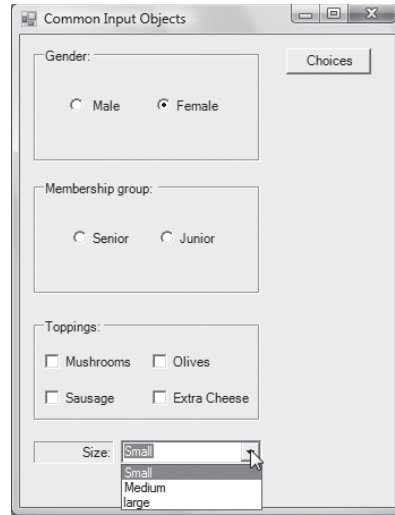 Common Input Objects
Gender:
Choices
Male Female
Membership group:
Senior Junior
Toppings:
Mushrooms Olives
Sausage Extra Cheese
Size: Small
Small
Medium
large